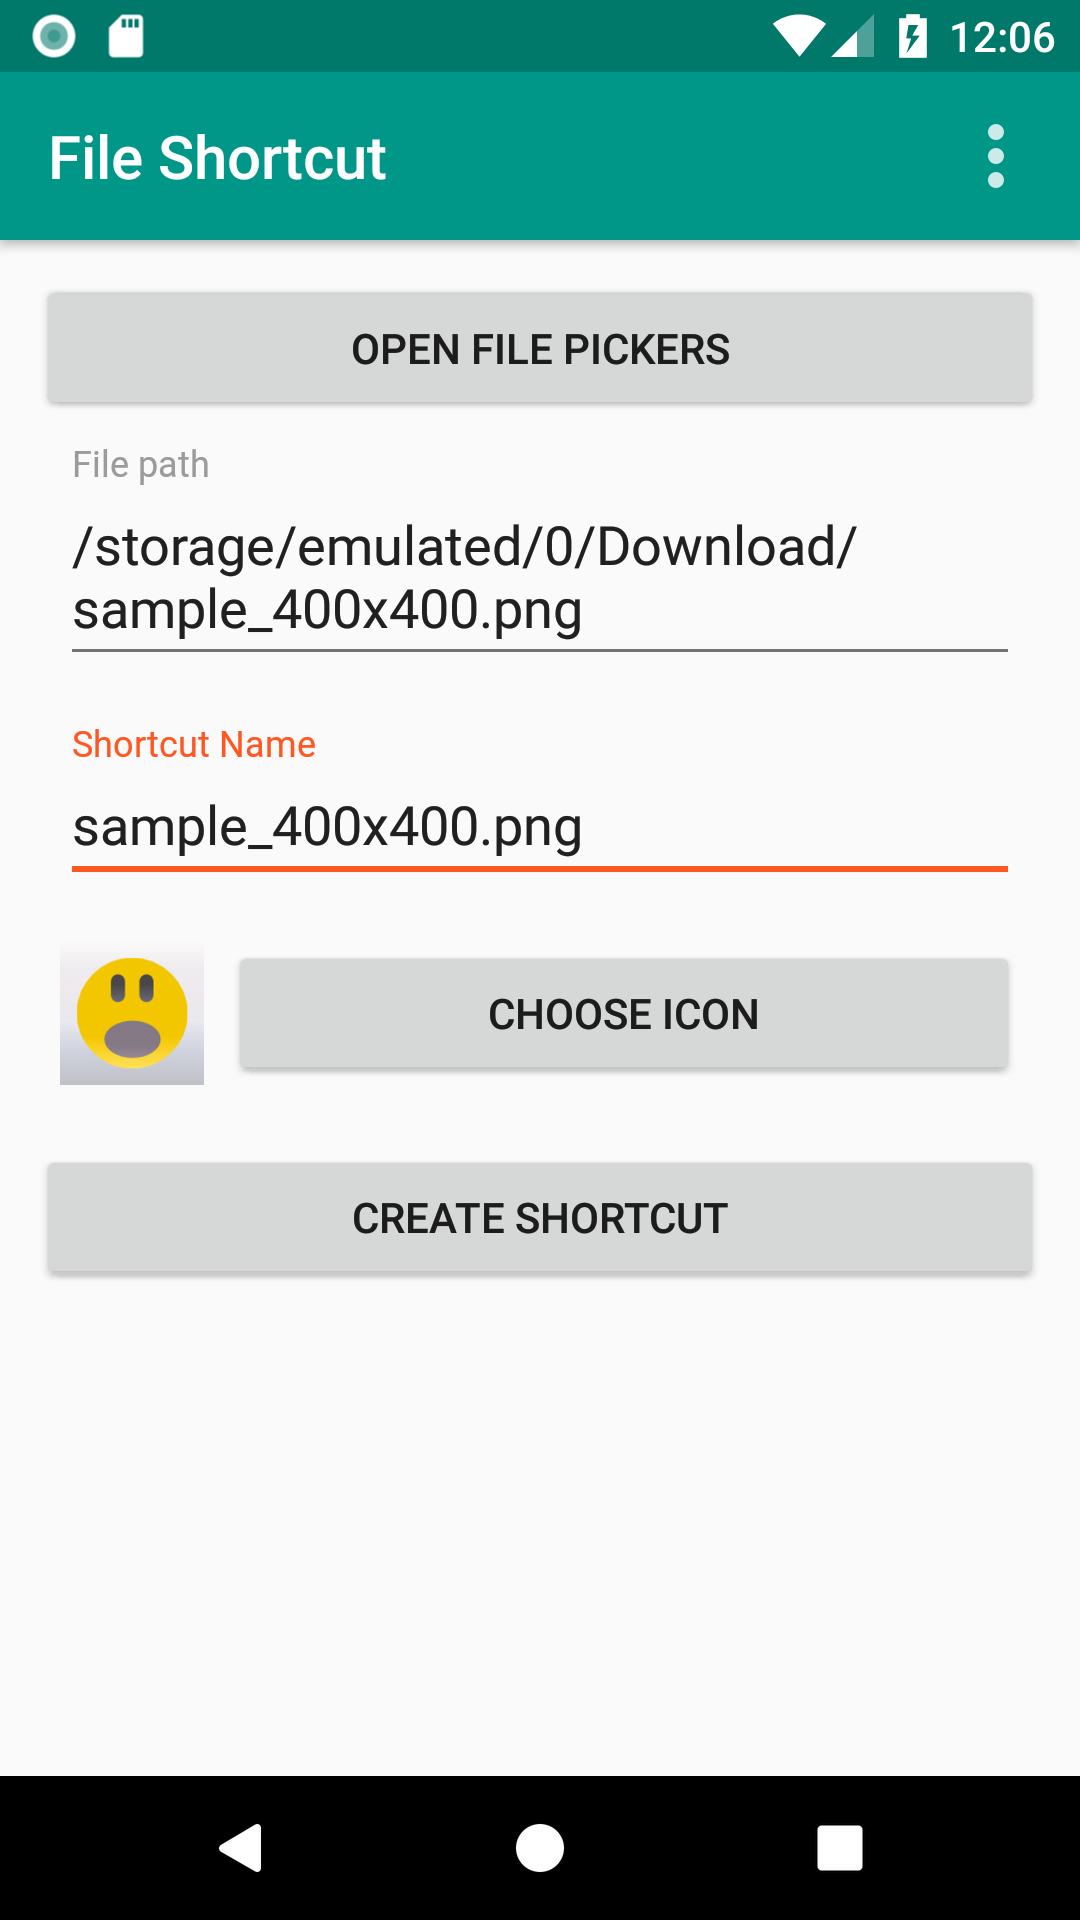 12:06
File Shortcut
OPEN FILE PICKERS
File path
/storage/emulated/0/Download/
sample_400x400.png
Shortcut Name
sample_400x400.png
CHOOSE ICON
CREATE SHORTCUT